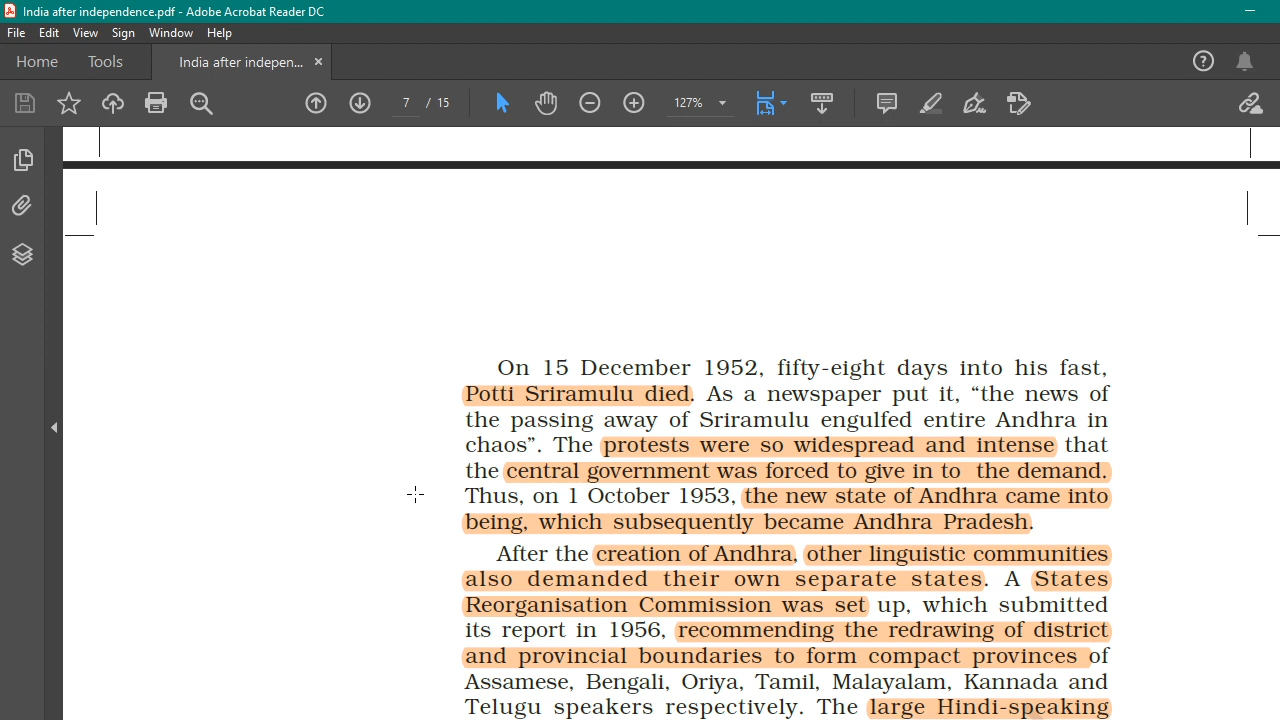 India after independence.pdf - Adobe Acrobat Reader DC
File Edit View Sign Window Help
Home Tools India after indepen... ×
7 / 15 127%
On 15 December 1952, fifty-eight days into his fast,
Potti Sriramulu died. As a newspaper put it, “the news of
the passing away of Sriramulu engulfed entire Andhra in
chaos”. The protests were so widespread and intense that
the central government was forced to give in to the demand.
Thus, on 1 October 1953, the new state of Andhra came into
being, which subsequently became Andhra Pradesh.
After the creation of Andhra, other linguistic communities
also demanded their own separate states. A States
Reorganisation Commission was set up, which submitted
its report in 1956, recommending the redrawing of district
and provincial boundaries to form compact provinces of
Assamese, Bengali, Oriya, Tamil, Malayalam, Kannada and
Telugu speakers respectively. The large Hindi-speaking